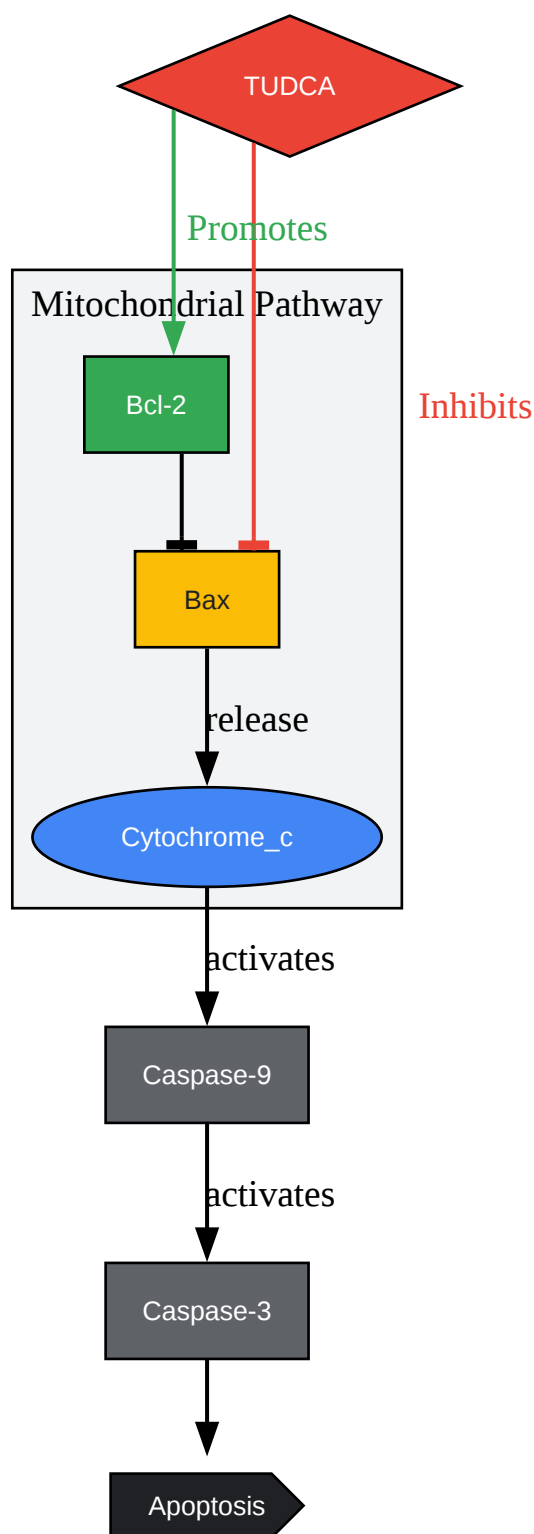 TUDCA
Promotes
Mitochondrial Pathway
Bcl-2
Inhibits
Bax
release
Cytochrome_c
activates
Caspase-9
activates
Caspase-3
Apoptosis